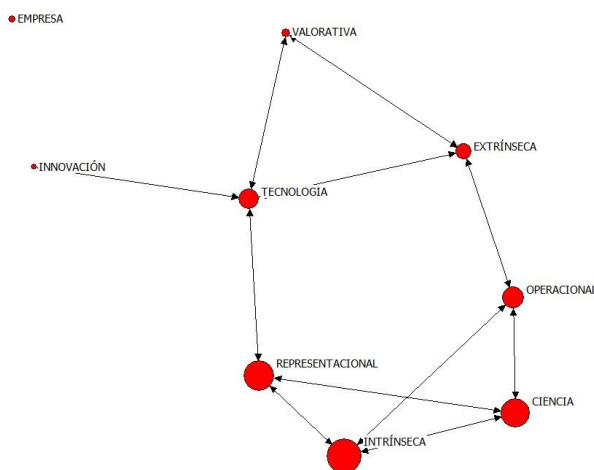 EMPRESA
VALORATIVA
EXTRÍNSECA
INNOVACIÓN
TECNOLOGIA
OPERACIONAL
REPRESENTACIONAL
CIENCIA
INTRÍNSECA